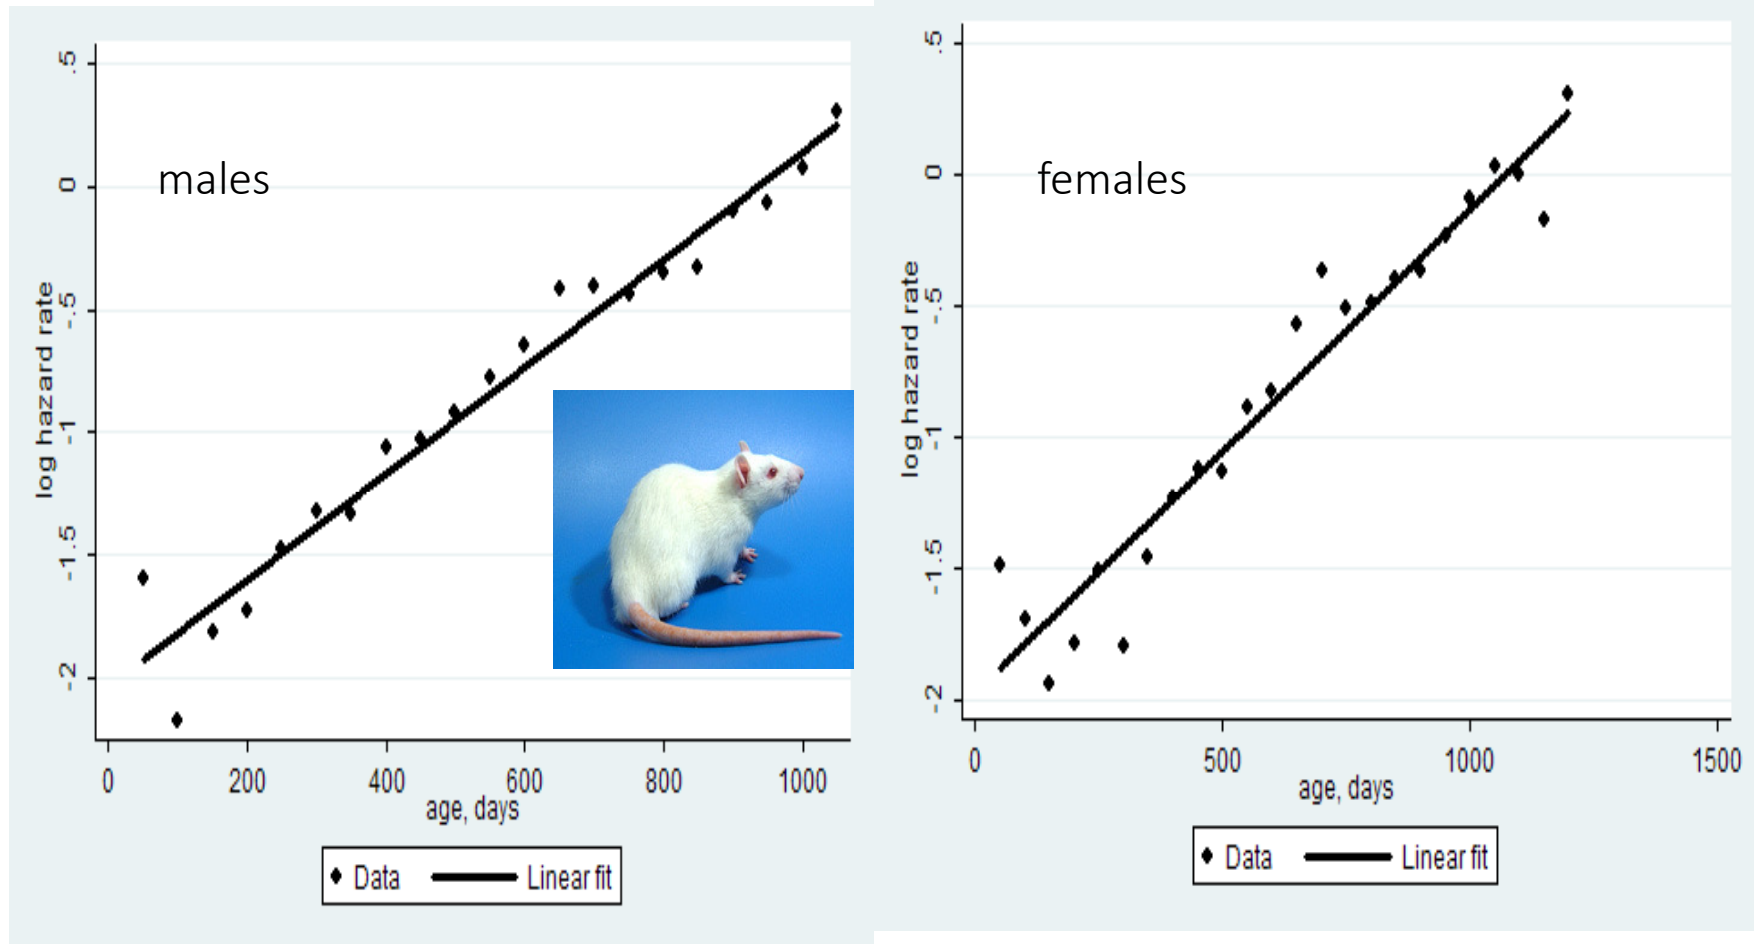 males
log hazard rate
.5
0
-.5
-1
-1.5
-2
0 200 400 600 800 1000
age, days
Data Linear fit
females
log hazard rate
.5
0
-.5
-1
-1.5
-2
0 500 1000 1500
age, days
Data Linear fit